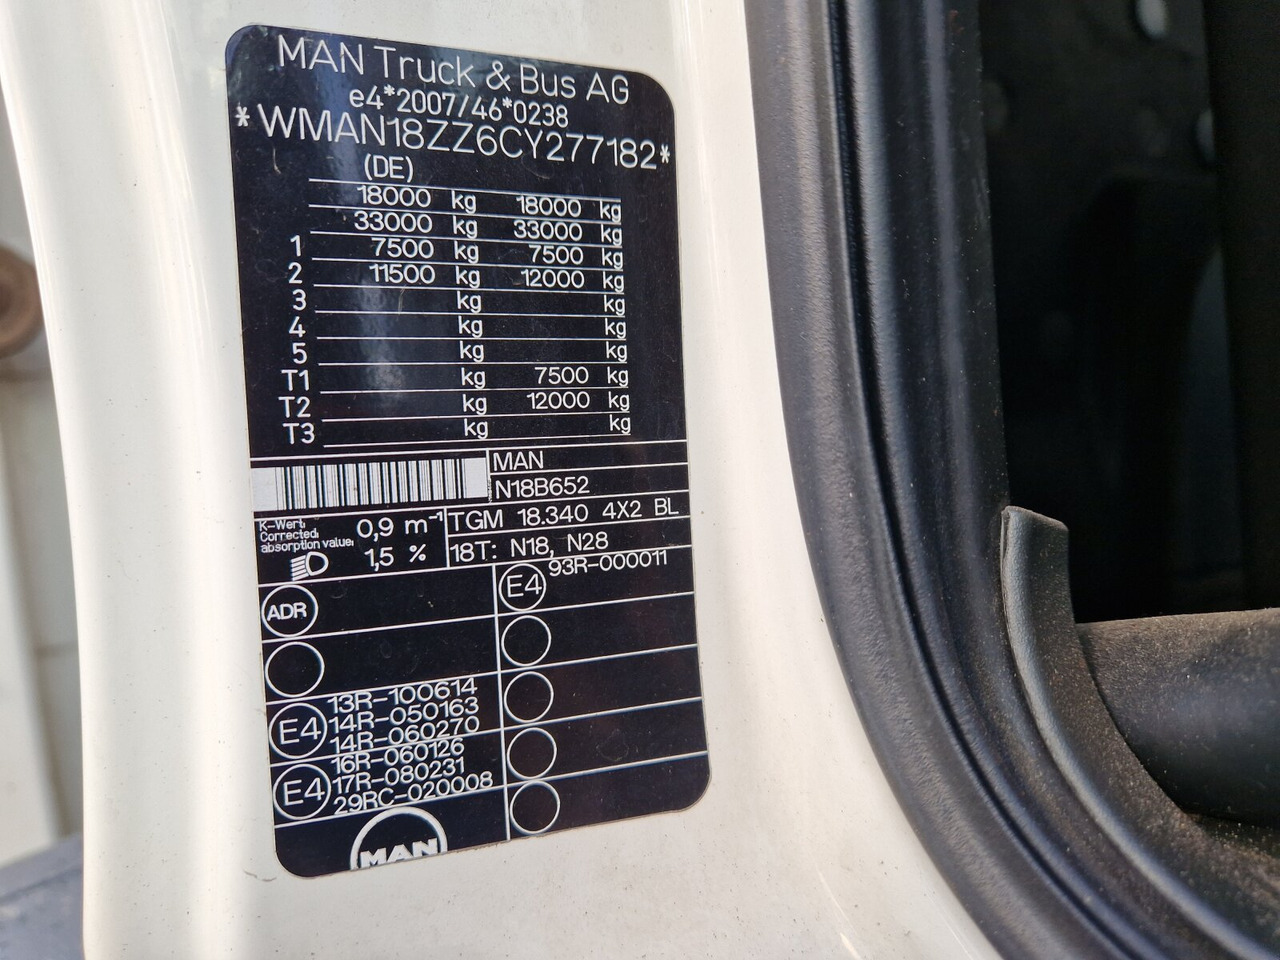 MAN Truck & Bus AG
e4*2007/46*0238
*WMAN18ZZ6CY277182*
(DE)
18000 kg 18000 kg
33000 kg 33000 kg
1 7500 kg 7500 kg
2 11500 kg 12000 kg
3 kg kg
4 kg kg
5 kg kg
T1 kg 7500 kg
T2 kg 12000 kg
T3 kg kg
MAN
N18B652
K-Wert:
Corrected:
absorption value:
0,9 m⁻¹
1,5 %
TGM 18.340 4X2 BL
18T: N18, N28
ADR
E4 93R-000011
13R-100614
E4 14R-050163
14R-060270
16R-060126
E4 17R-080231
29RC-020008
MAN